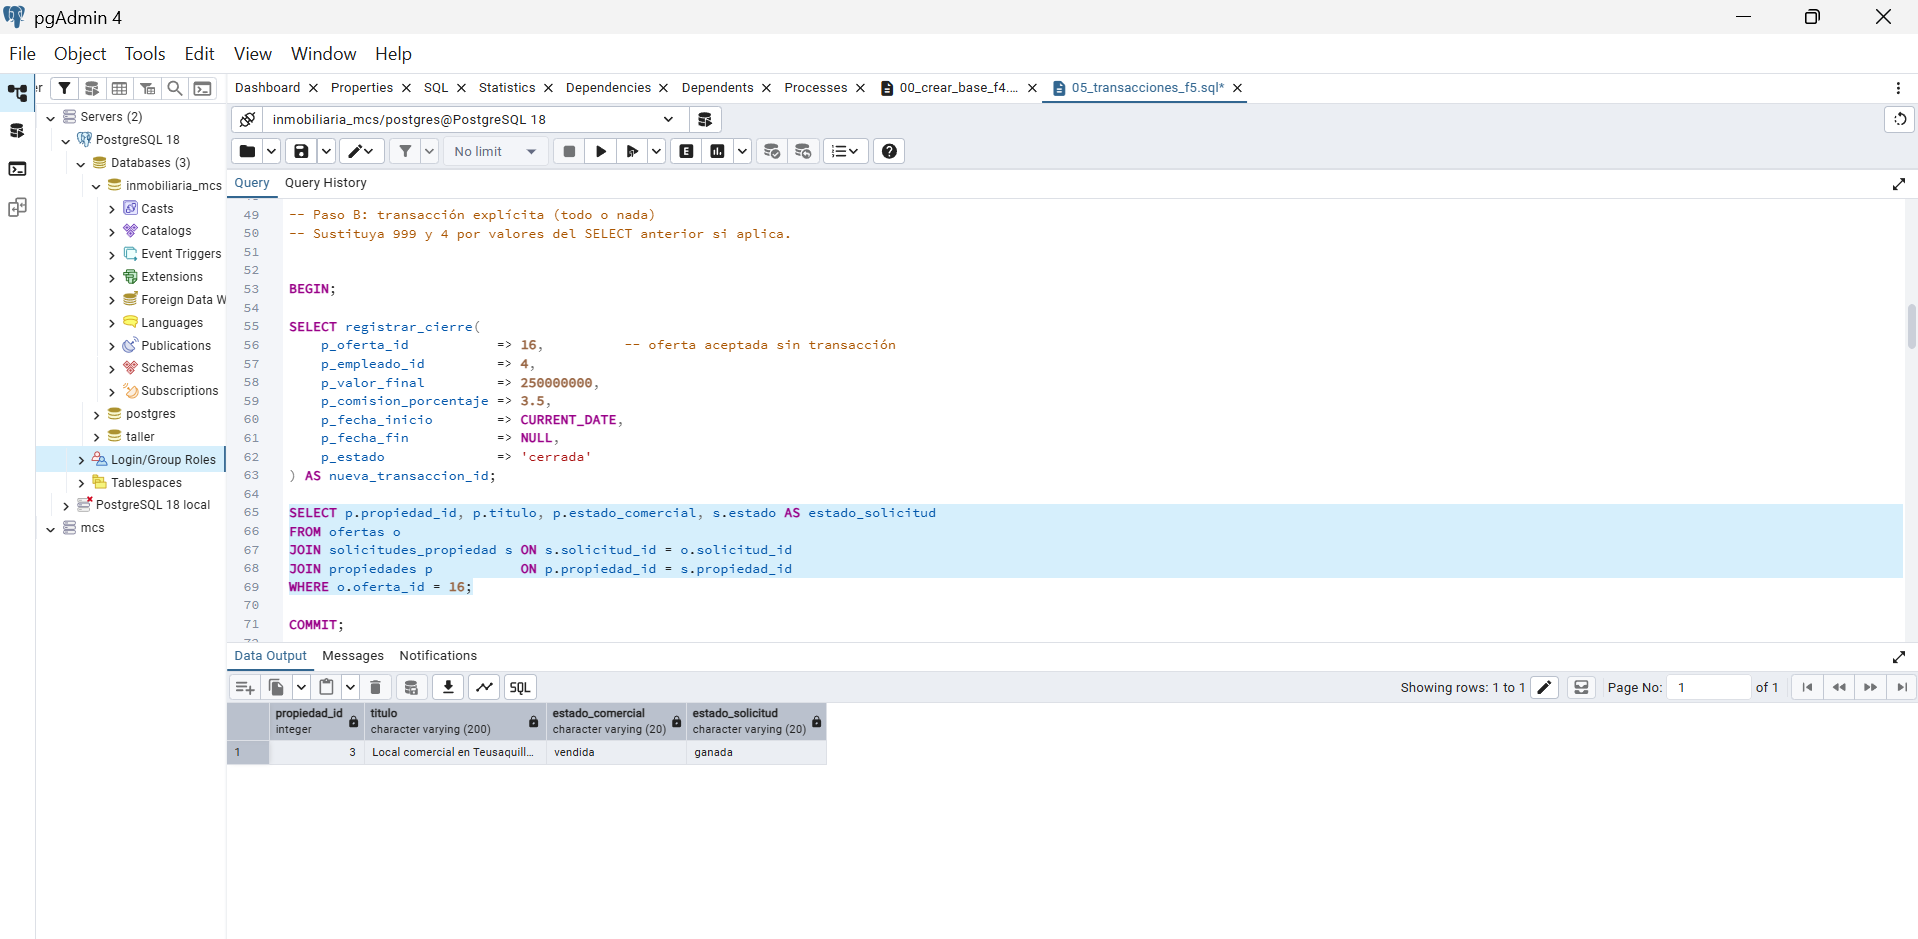 pgAdmin 4
File Object Tools Edit View Window Help
Dashboard Properties SQL Statistics Dependencies Dependents Processes 00_crear_base_f4.... 05_transacciones_f5.sql*
Servers (2)
PostgreSQL 18
Databases (3)
inmobiliaria_mcs
Casts
Catalogs
Event Triggers
Extensions
Foreign Data W
Languages
Publications
Schemas
Subscriptions
postgres
taller
Login/Group Roles
Tablespaces
PostgreSQL 18 local
mcs
inmobiliaria_mcs/postgres@PostgreSQL 18
No limit
E
Query Query History
49 -- Paso B: transacción explícita (todo o nada)
50 -- Sustituya 999 y 4 por valores del SELECT anterior si aplica.
51
52
53 BEGIN;
54
55 SELECT registrar_cierre(
56 p_oferta_id => 16, -- oferta aceptada sin transacción
57 p_empleado_id => 4,
58 p_valor_final => 250000000,
59 p_comision_porcentaje => 3.5,
60 p_fecha_inicio => CURRENT_DATE,
61 p_fecha_fin => NULL,
62 p_estado => 'cerrada'
63 ) AS nueva_transaccion_id;
64
65 SELECT p.propiedad_id, p.titulo, p.estado_comercial, s.estado AS estado_solicitud
66 FROM ofertas o
67 JOIN solicitudes_propiedad s ON s.solicitud_id = o.solicitud_id
68 JOIN propiedades p ON p.propiedad_id = s.propiedad_id
69 WHERE o.oferta_id = 16;
70
71 COMMIT;
Data Output Messages Notifications
SQL
Showing rows: 1 to 1
Page No: 1 of 1
propiedad_id titulo estado_comercial estado_solicitud
integer character varying (200) character varying (20) character varying (20)
1 3 Local comercial en Teusaquill... vendida ganada